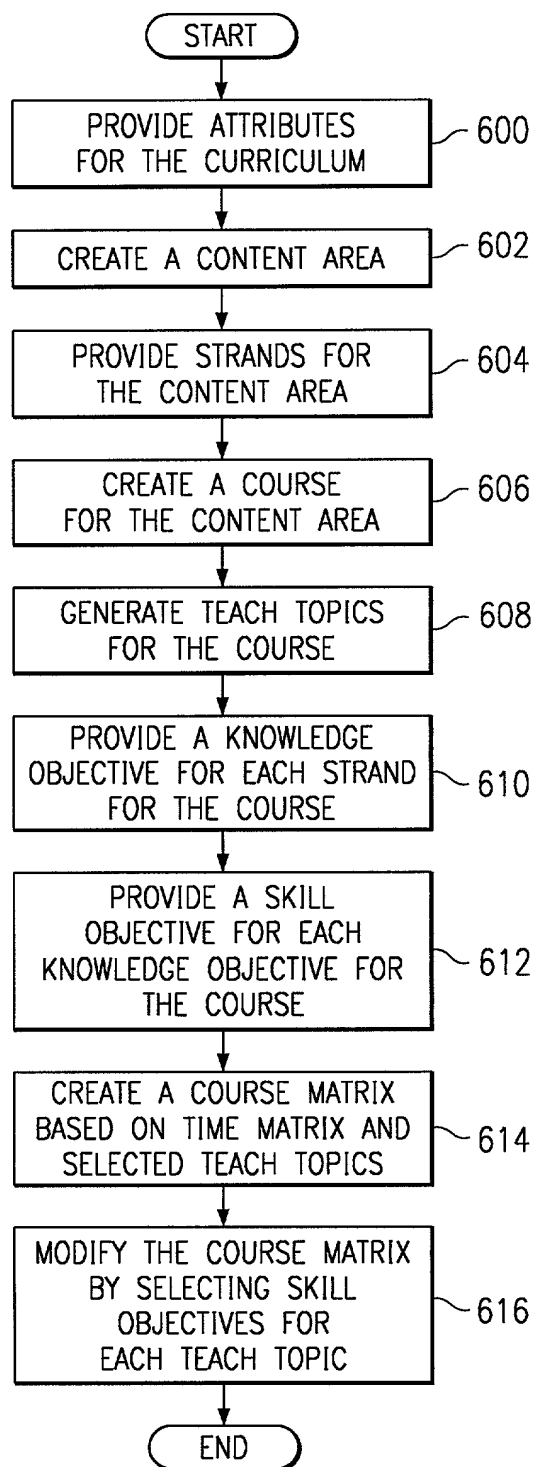 START
PROVIDE ATTRIBUTES
FOR THE CURRICULUM
600
CREATE A CONTENT AREA
602
PROVIDE STRANDS FOR
THE CONTENT AREA
604
CREATE A COURSE
FOR THE CONTENT AREA
606
GENERATE TEACH TOPICS
FOR THE COURSE
608
PROVIDE A KNOWLEDGE
OBJECTIVE FOR EACH STRAND
FOR THE COURSE
610
PROVIDE A SKILL
OBJECTIVE FOR EACH
KNOWLEDGE OBJECTIVE FOR
THE COURSE
612
CREATE A COURSE MATRIX
BASED ON TIME MATRIX AND
SELECTED TEACH TOPICS
614
MODIFY THE COURSE MATRIX
BY SELECTING SKILL
OBJECTIVES FOR
EACH TEACH TOPIC
616
END